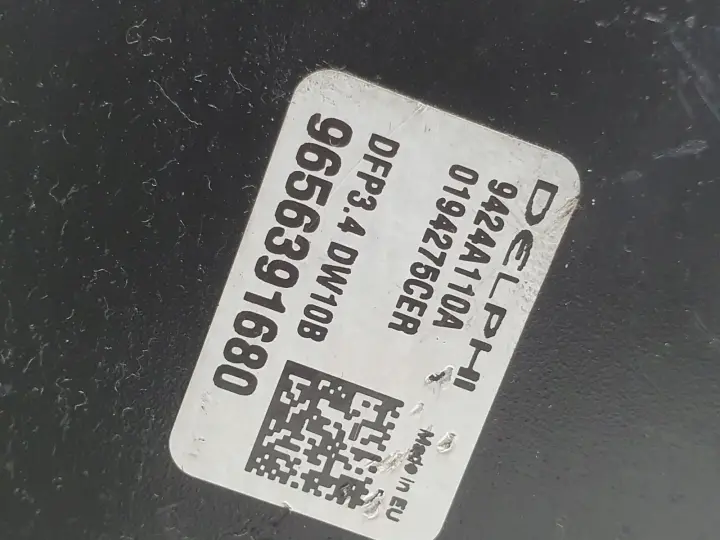 DELPHI
9424A110A
0194275CER
DFP3.4 DW10B
9656391680
Made in EU